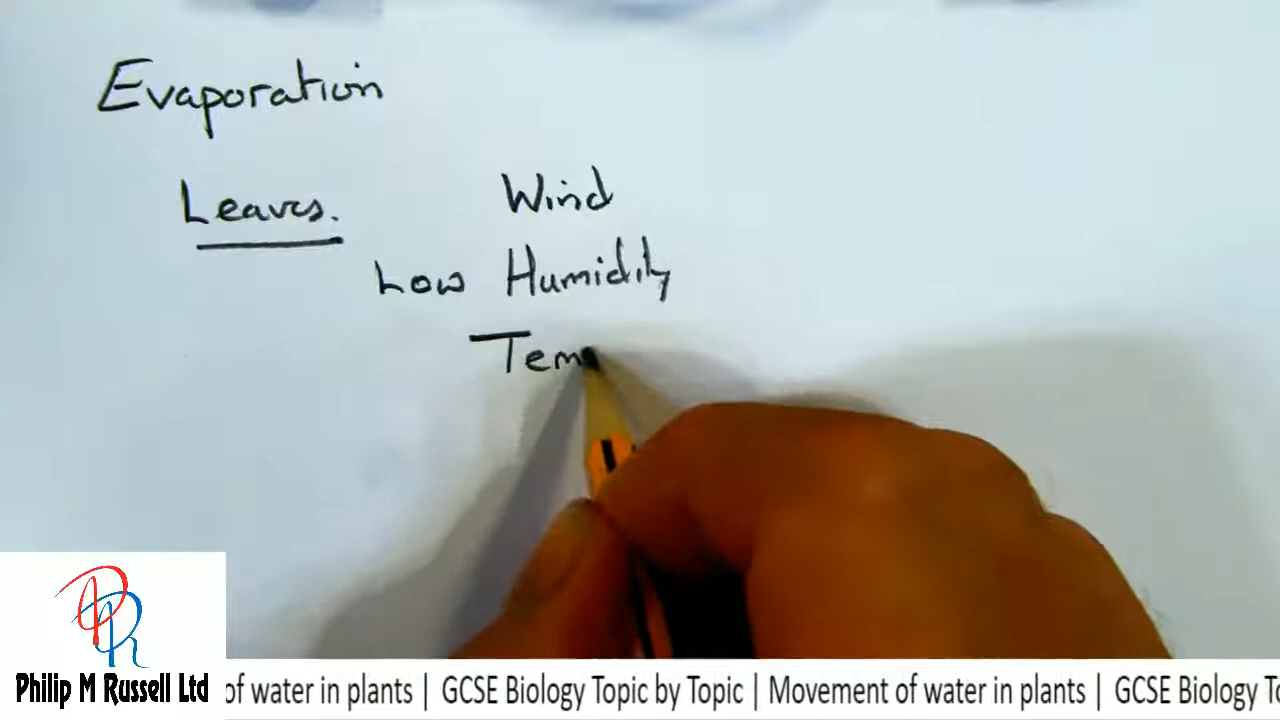 Evaporation
Leaves. Wind
Low Humidity
Tem
Philip M Russell Ltd
of water in plants | GCSE Biology Topic by Topic | Movement of water in plants | GCSE Biology To